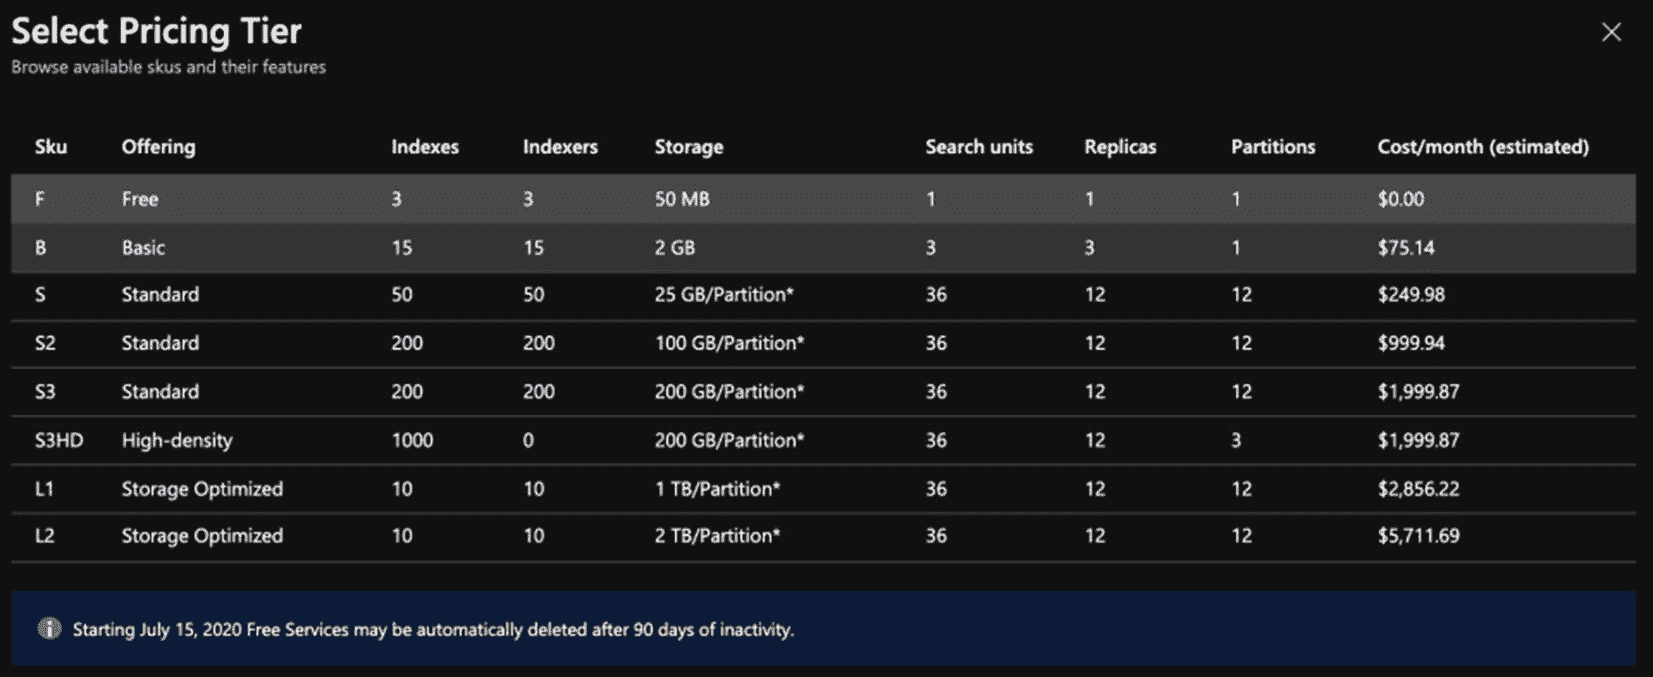 Select Pricing Tier
Browse available skus and their features
Sku Offering Indexes Indexers Storage Search units Replicas Partitions Cost/month (estimated)
F Free 3 3 50 MB 1 1 1 $0.00
B Basic 15 15 2 GB 3 3 1 $75.14
S Standard 50 50 25 GB/Partition* 36 12 12 $249.98
S2 Standard 200 200 100 GB/Partition* 36 12 12 $999.94
S3 Standard 200 200 200 GB/Partition* 36 12 12 $1,999.87
S3HD High-density 1000 0 200 GB/Partition* 36 12 3 $1,999.87
L1 Storage Optimized 10 10 1 TB/Partition* 36 12 12 $2,856.22
L2 Storage Optimized 10 10 2 TB/Partition* 36 12 12 $5,711.69
Starting July 15, 2020 Free Services may be automatically deleted after 90 days of inactivity.